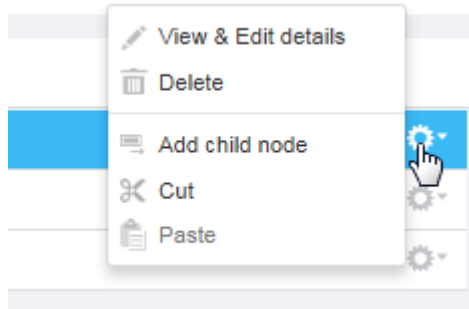 View & Edit details
Delete
Add child node
Cut
Paste